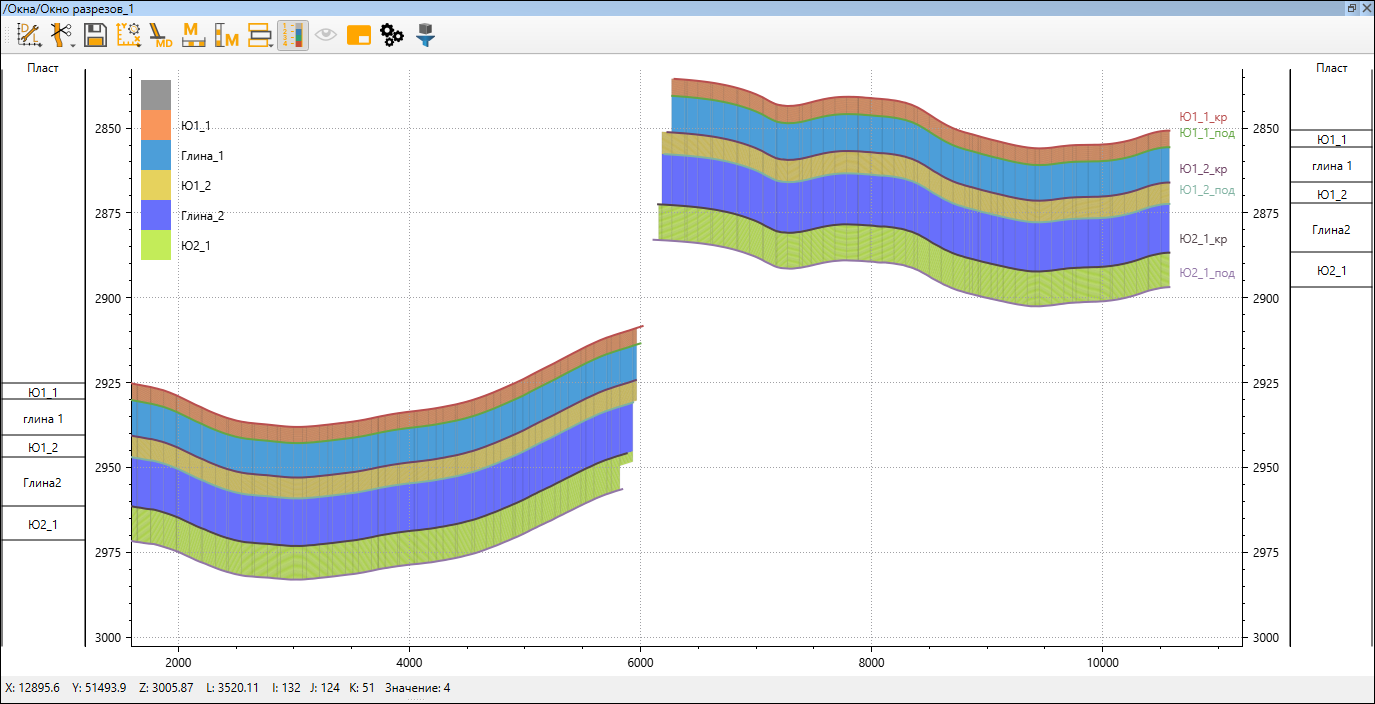 /Окна/Окно разрезов_1
MD
M
M
Пласт
Ю1_1
глина 1
Ю1_2
Глина2
Ю2_1
2850
2875
2900
2925
2950
2975
3000
Ю1_1
Глина_1
Ю1_2
Глина_2
Ю2_1
Ю1_1_кр
Ю1_1_под
Ю1_2_кр
Ю1_2_под
Ю2_1_кр
Ю2_1_под
2850
2875
2900
2925
2950
2975
3000
Пласт
Ю1_1
глина 1
Ю1_2
Глина2
Ю2_1
2000 4000 6000 8000 10000
X: 12895.6 Y: 51493.9 Z: 3005.87 L: 3520.11 I: 132 J: 124 K: 51 Значение: 4